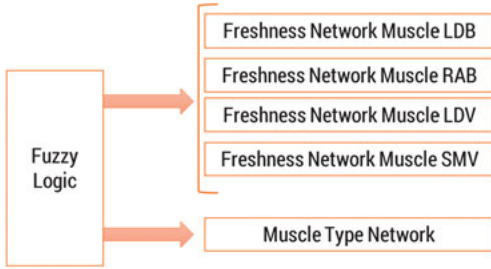 Freshness Network Muscle LDB
Freshness Network Muscle RAB
Freshness Network Muscle LDV
Freshness Network Muscle SMV
Fuzzy
Logic
Muscle Type Network